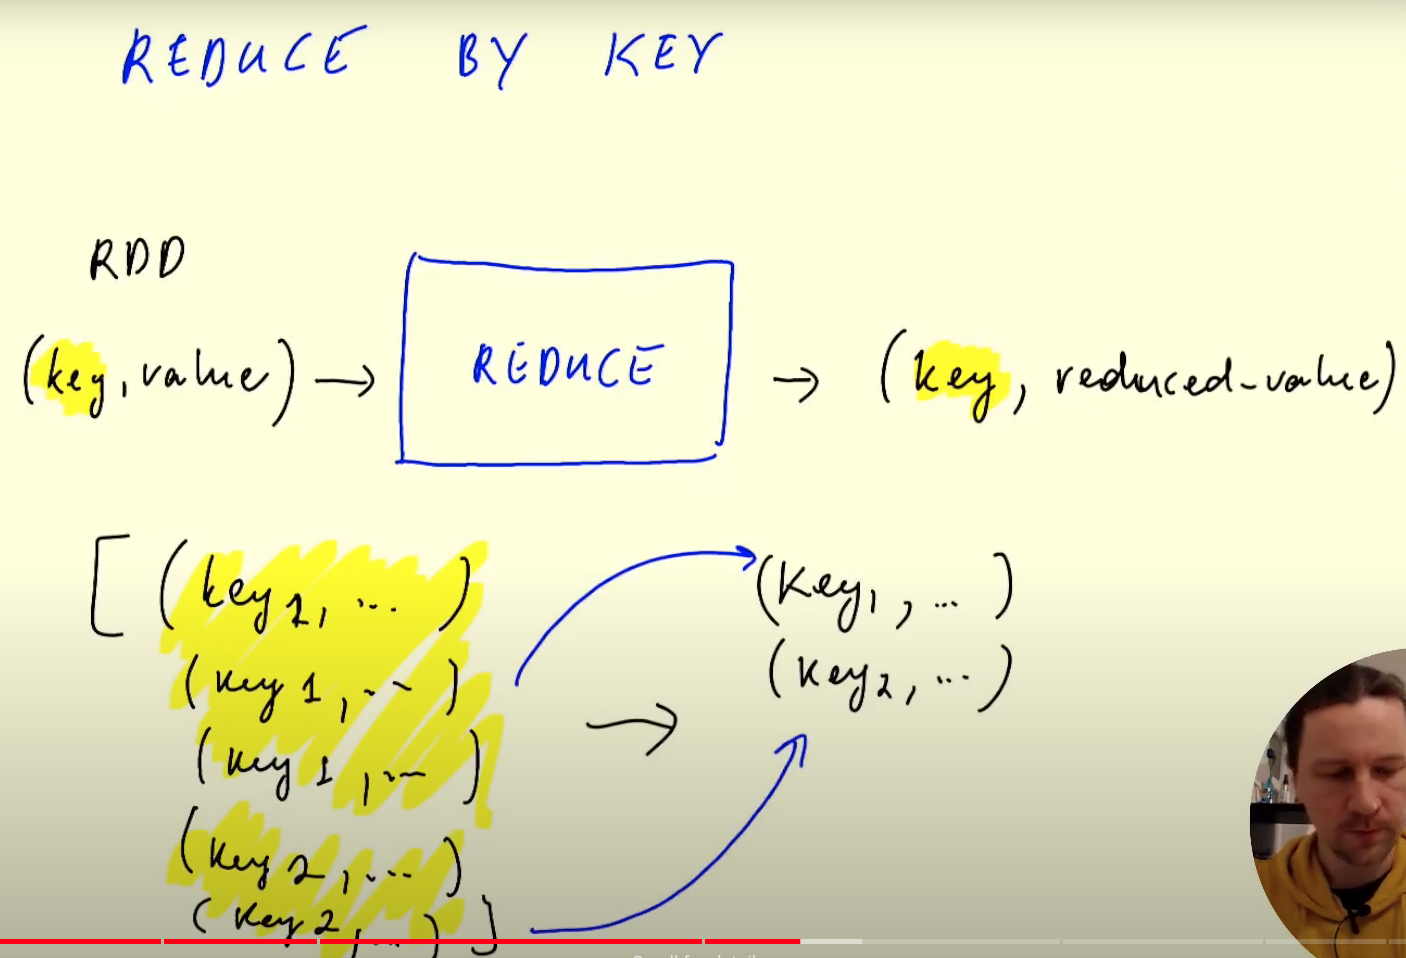 REDUCE BY KEY
RDD
(key, value) → REDUCE → (key, reduced-value)
[ (key 1, ...)
(key 1, ...)
(key 1, ...)
(key 2, ...)
(key 2, ...) ]
→
(Key1, ...)
(Key2, ...)